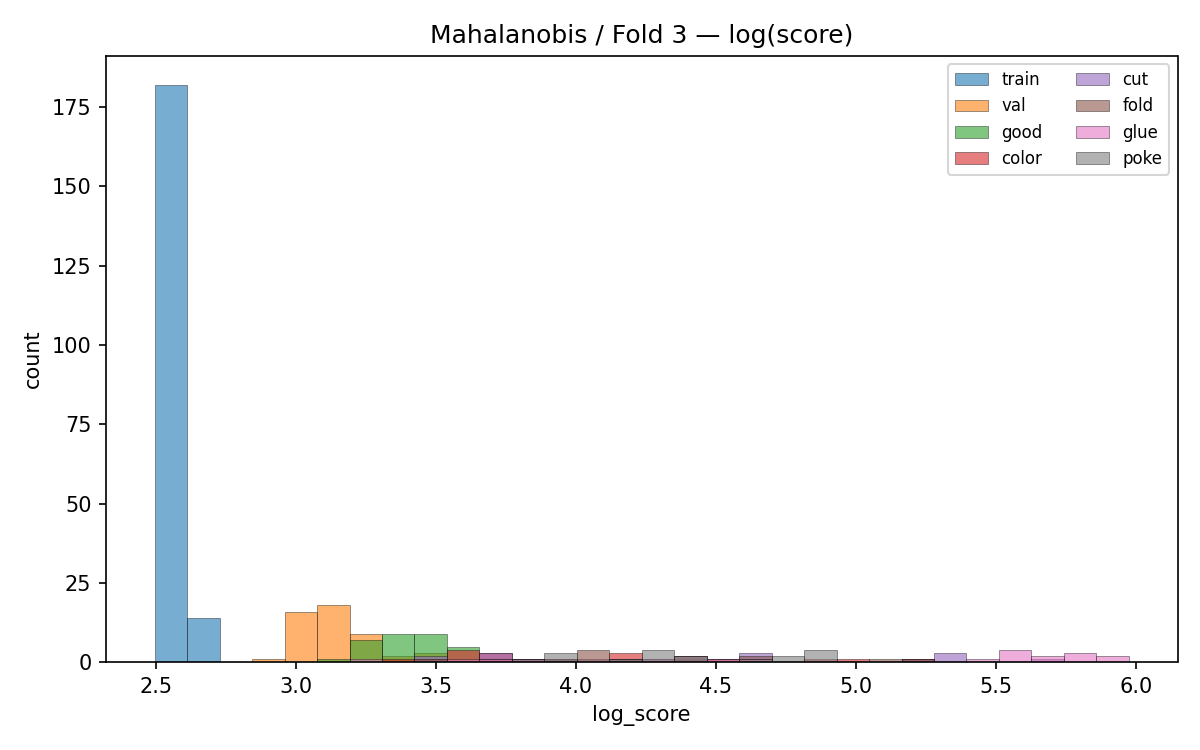 Mahalanobis / Fold 3 — log(score)
train
val
good
color
cut
fold
glue
poke
175
150
125
100
75
50
25
0
count
2.5 3.0 3.5 4.0 4.5 5.0 5.5 6.0
log_score